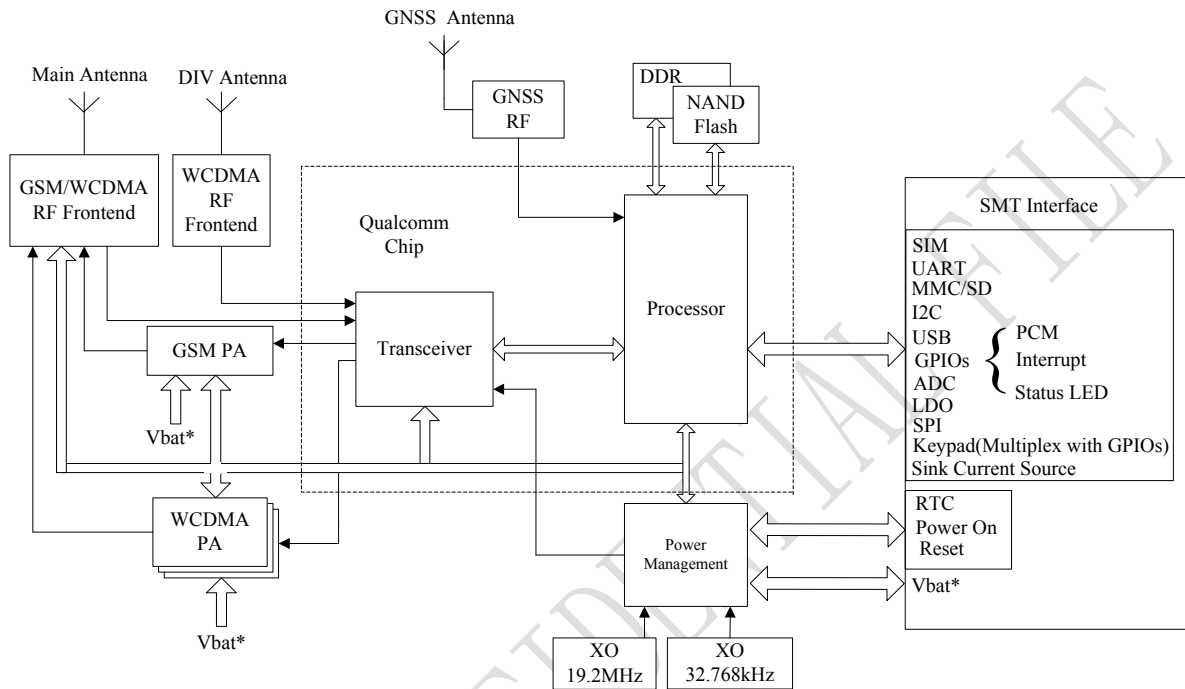 GNSS Antenna
Main Antenna
DIV Antenna
GNSS
RF
DDR
NAND
Flash
GSM/WCDMA
RF Frontend
WCDMA
RF
Frontend
Qualcomm
Chip
Transceiver
Processor
GSM PA
Vbat*
WCDMA
PA
Vbat*
Power
Management
XO
19.2MHz
XO
32.768kHz
SMT Interface
SIM
UART
MMC/SD
I2C
USB
GPIOs
PCM
Interrupt
Status LED
ADC
LDO
SPI
Keypad(Multiplex with GPIOs)
Sink Current Source
RTC
Power On
Reset
Vbat*
SIDENTIAL FILE